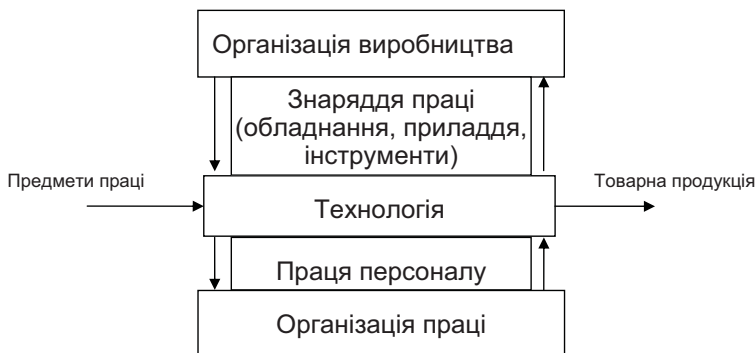 Організація виробництва
Знаряддя праці
(обладнання, приладдя,
інструменти)
Предмети праці
Технологія
Товарна продукція
Праця персоналу
Організація праці